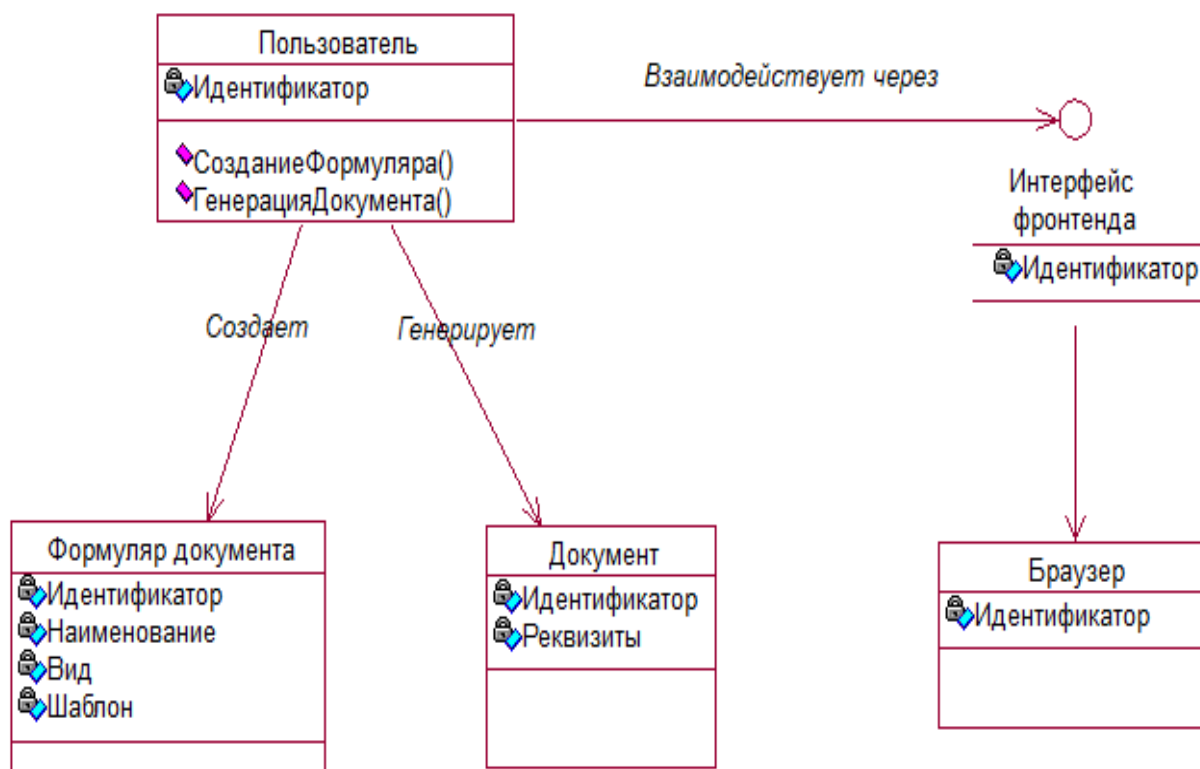 Пользователь
Идентификатор
СозданиеФормуляра()
ГенерацияДокумента()
Взаимодействует через
Интерфейс
фронтенда
Идентификатор
Создает
Генерирует
Формуляр документа
Идентификатор
Наименование
Вид
Шаблон
Документ
Идентификатор
Реквизиты
Браузер
Идентификатор